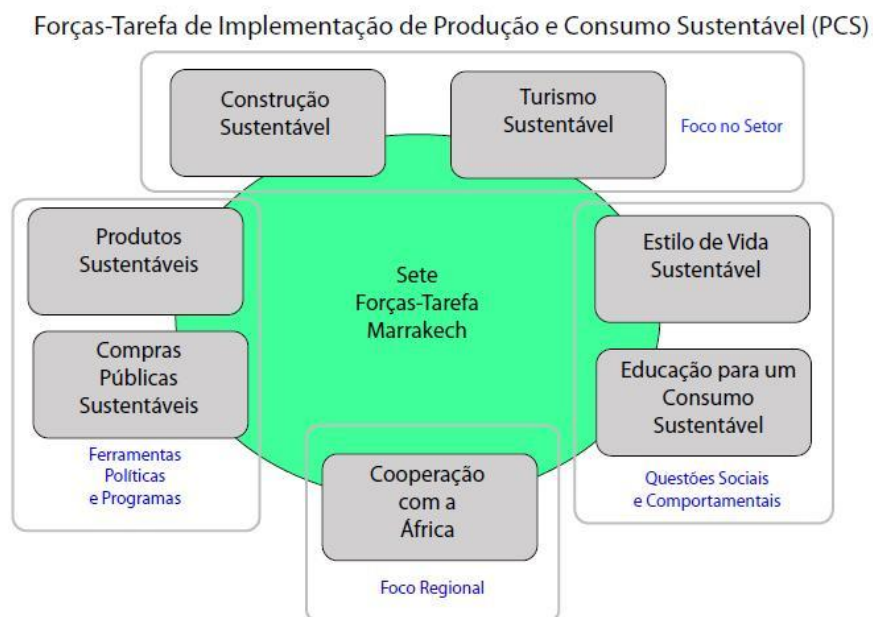 Forças-Tarefa de Implementação de Produção e Consumo Sustentável (PCS)
Construção
Sustentável
Turismo
Sustentável
Foco no Setor
Produtos
Sustentáveis
Compras
Públicas
Sustentáveis
Ferramentas
Políticas
e Programas
Sete
Forças-Tarefa
Marrakech
Estilo de Vida
Sustentável
Educação para um
Consumo
Sustentável
Questões Sociais
e Comportamentais
Cooperação
com a
África
Foco Regional